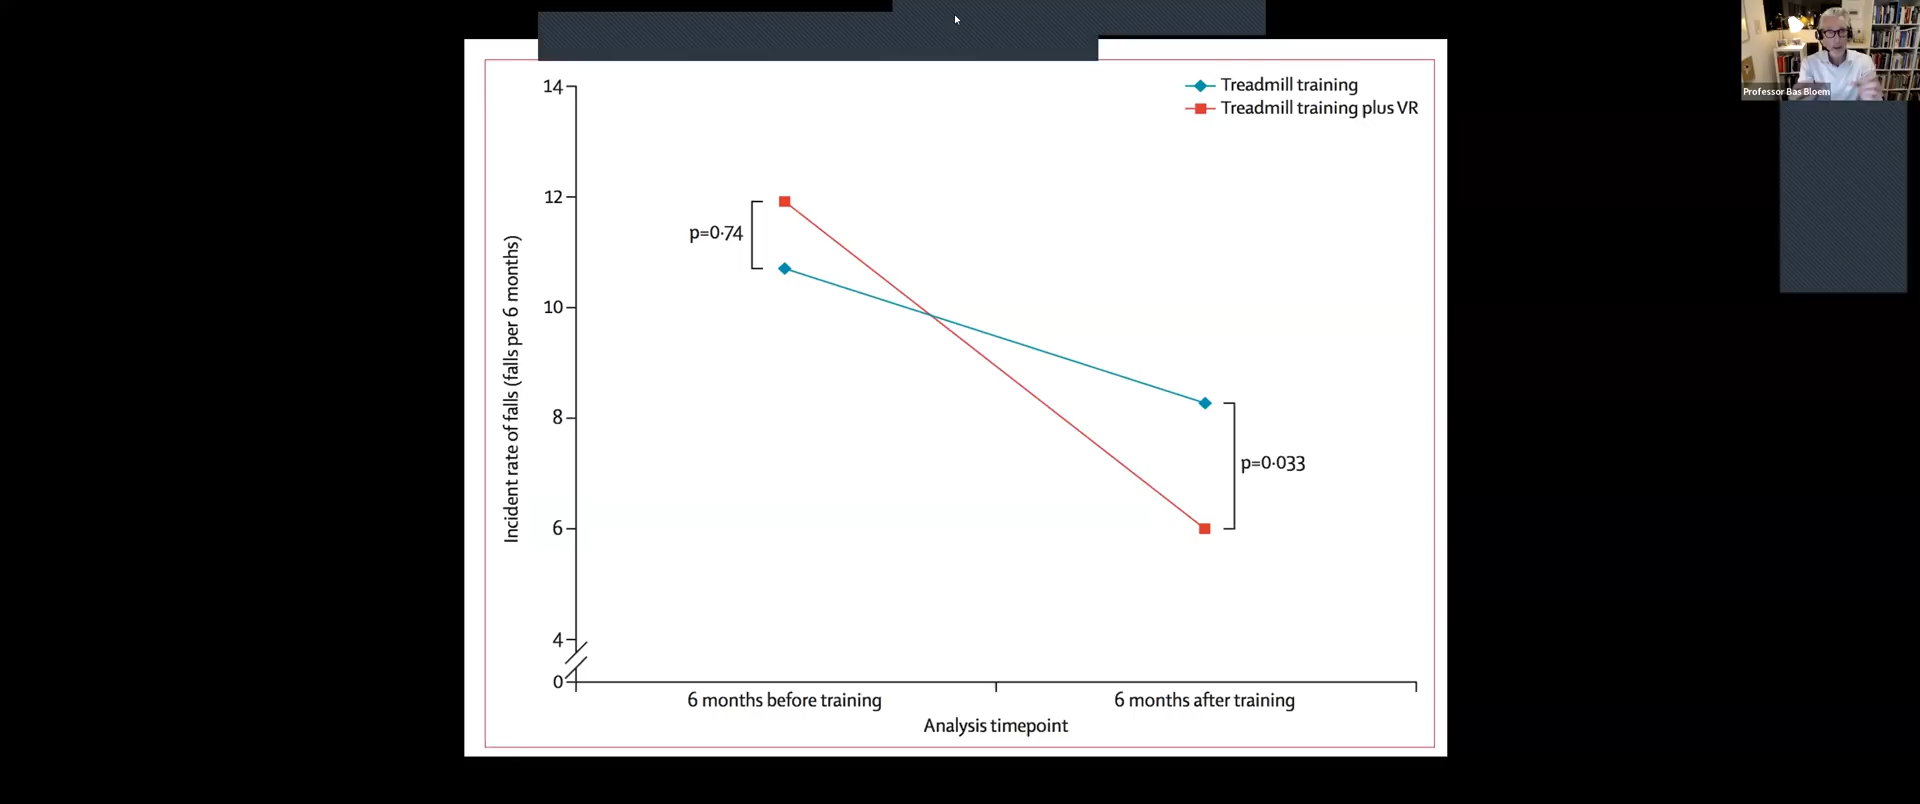 Professor Bas Bloem
14
Treadmill training
Treadmill training plus VR
12
p=0·74
10
Incident rate of falls (falls per 6 months)
8
p=0·033
6
4
0
6 months before training
6 months after training
Analysis timepoint